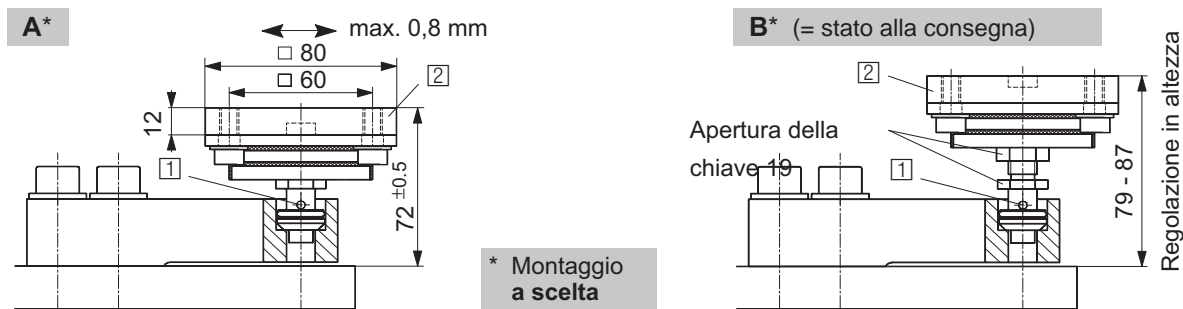 A*
max. 0,8 mm
□ 80
□ 60
2
12
1
72 ±0.5
* Montaggio
a scelta
B* (= stato alla consegna)
2
Apertura della
chiave 19
1
79 - 87
Regolazione in altezza